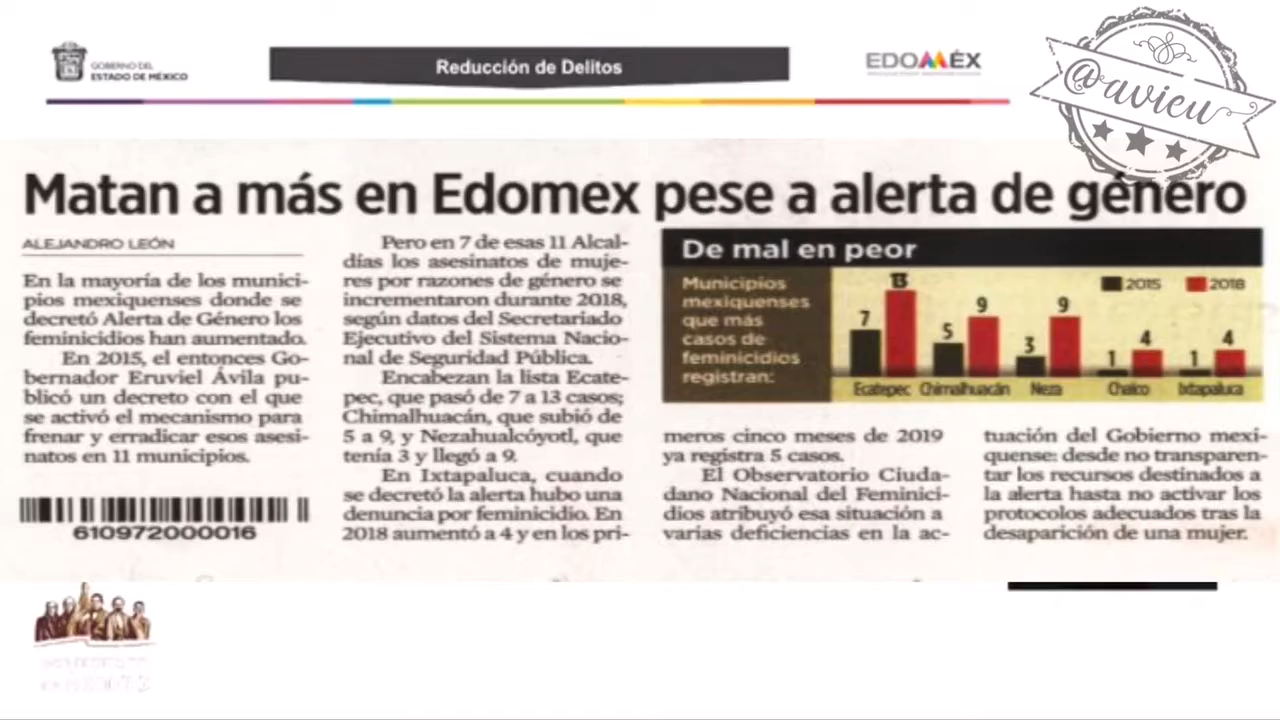 GOBIERNO DEL
ESTADO DE MÉXICO
Reducción de Delitos
EDOMÉX
@avieu
Matan a más en Edomex pese a alerta de género
ALEJANDRO LEÓN
En la mayoría de los munici-
pios mexiquenses donde se
decretó Alerta de Género los
feminicidios han aumentado.
En 2015, el entonces Go-
bernador Eruviel Ávila pu-
blicó un decreto con el que
se activó el mecanismo para
frenar y erradicar esos asesi-
natos en 11 municipios.
610972000016
Pero en 7 de esas 11 Alcal-
días los asesinatos de muje-
res por razones de género se
incrementaron durante 2018,
según datos del Secretariado
Ejecutivo del Sistema Nacio-
nal de Seguridad Pública.
Encabezan la lista Ecate-
pec, que pasó de 7 a 13 casos;
Chimalhuacán, que subió de
5 a 9, y Nezahualcóyotl, que
tenía 3 y llegó a 9.
En Ixtapaluca, cuando
se decretó la alerta hubo una
denuncia por feminicidio. En
2018 aumentó a 4 y en los pri-
De mal en peor
Municipios
mexiquenses
que más
casos de
feminicidios
registran:
2015 2018
7 13 5 9 3 9 1 4 1 4
Ecatepec Chimalhuacán Neza Chalco Ixtapaluca
meros cinco meses de 2019
ya registra 5 casos.
El Observatorio Ciuda-
dano Nacional del Feminici-
dios atribuyó esa situación a
varias deficiencias en la ac-
tuación del Gobierno mexi-
quense: desde no transparen-
tar los recursos destinados a
la alerta hasta no activar los
protocolos adecuados tras la
desaparición de una mujer.